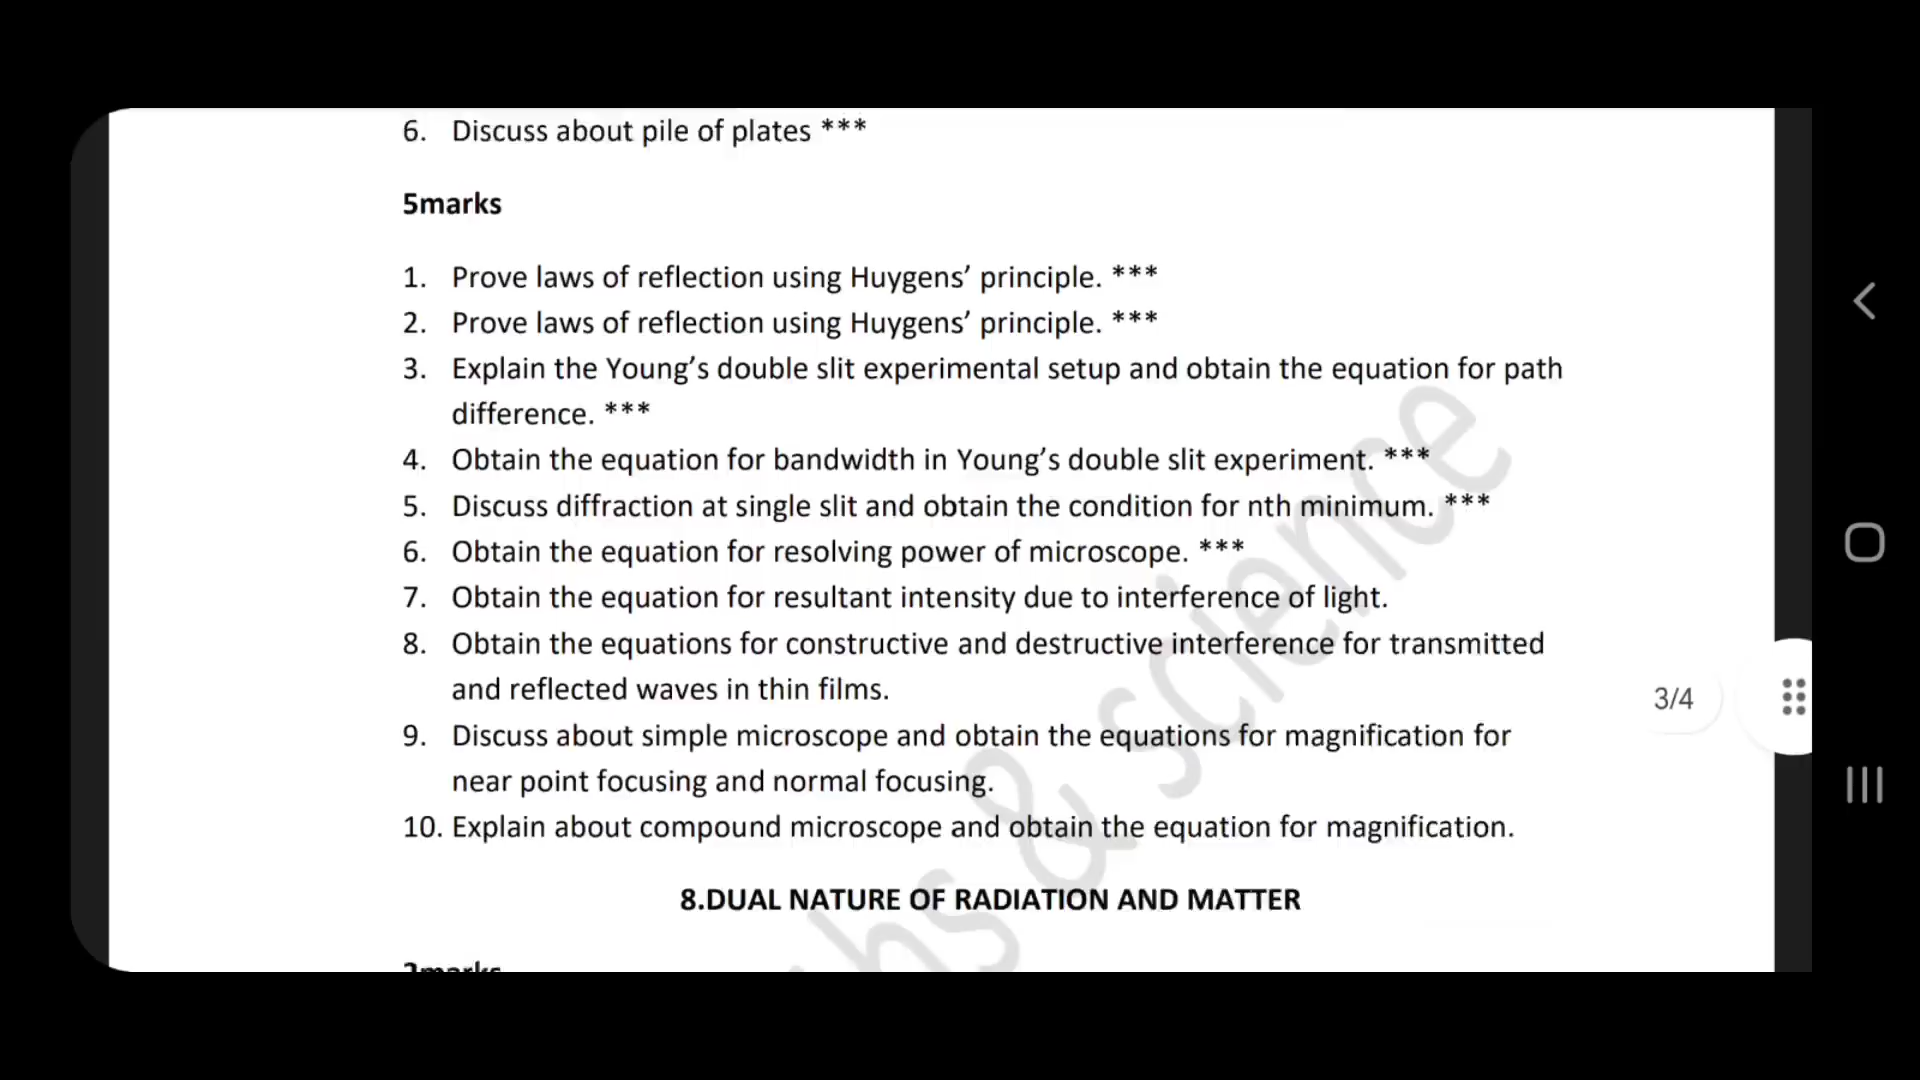 6. Discuss about pile of plates ***
5marks
1. Prove laws of reflection using Huygens’ principle. ***
2. Prove laws of reflection using Huygens’ principle. ***
3. Explain the Young’s double slit experimental setup and obtain the equation for path
difference. ***
4. Obtain the equation for bandwidth in Young’s double slit experiment. ***
5. Discuss diffraction at single slit and obtain the condition for nth minimum. ***
6. Obtain the equation for resolving power of microscope. ***
7. Obtain the equation for resultant intensity due to interference of light.
8. Obtain the equations for constructive and destructive interference for transmitted
and reflected waves in thin films.
3/4
9. Discuss about simple microscope and obtain the equations for magnification for
near point focusing and normal focusing.
10. Explain about compound microscope and obtain the equation for magnification.
8.DUAL NATURE OF RADIATION AND MATTER
hs & science